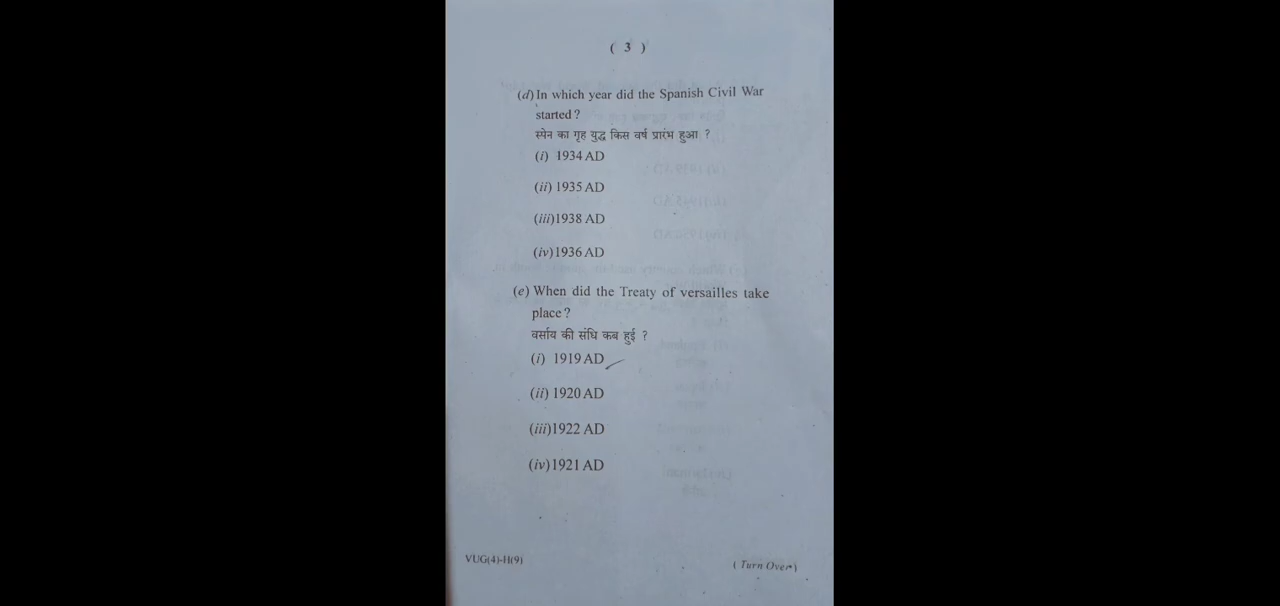 ( 3 )
(d) In which year did the Spanish Civil War
started ?
स्पेन का गृह युद्ध किस वर्ष प्रारंभ हुआ ?
(i) 1934 AD
(ii) 1935 AD
(iii) 1938 AD
(iv) 1936 AD
(e) When did the Treaty of versailles take
place ?
वर्साय की संधि कब हुई ?
(i) 1919 AD
(ii) 1920 AD
(iii) 1922 AD
(iv) 1921 AD
VUG(4)-H(9)
( Turn Over )